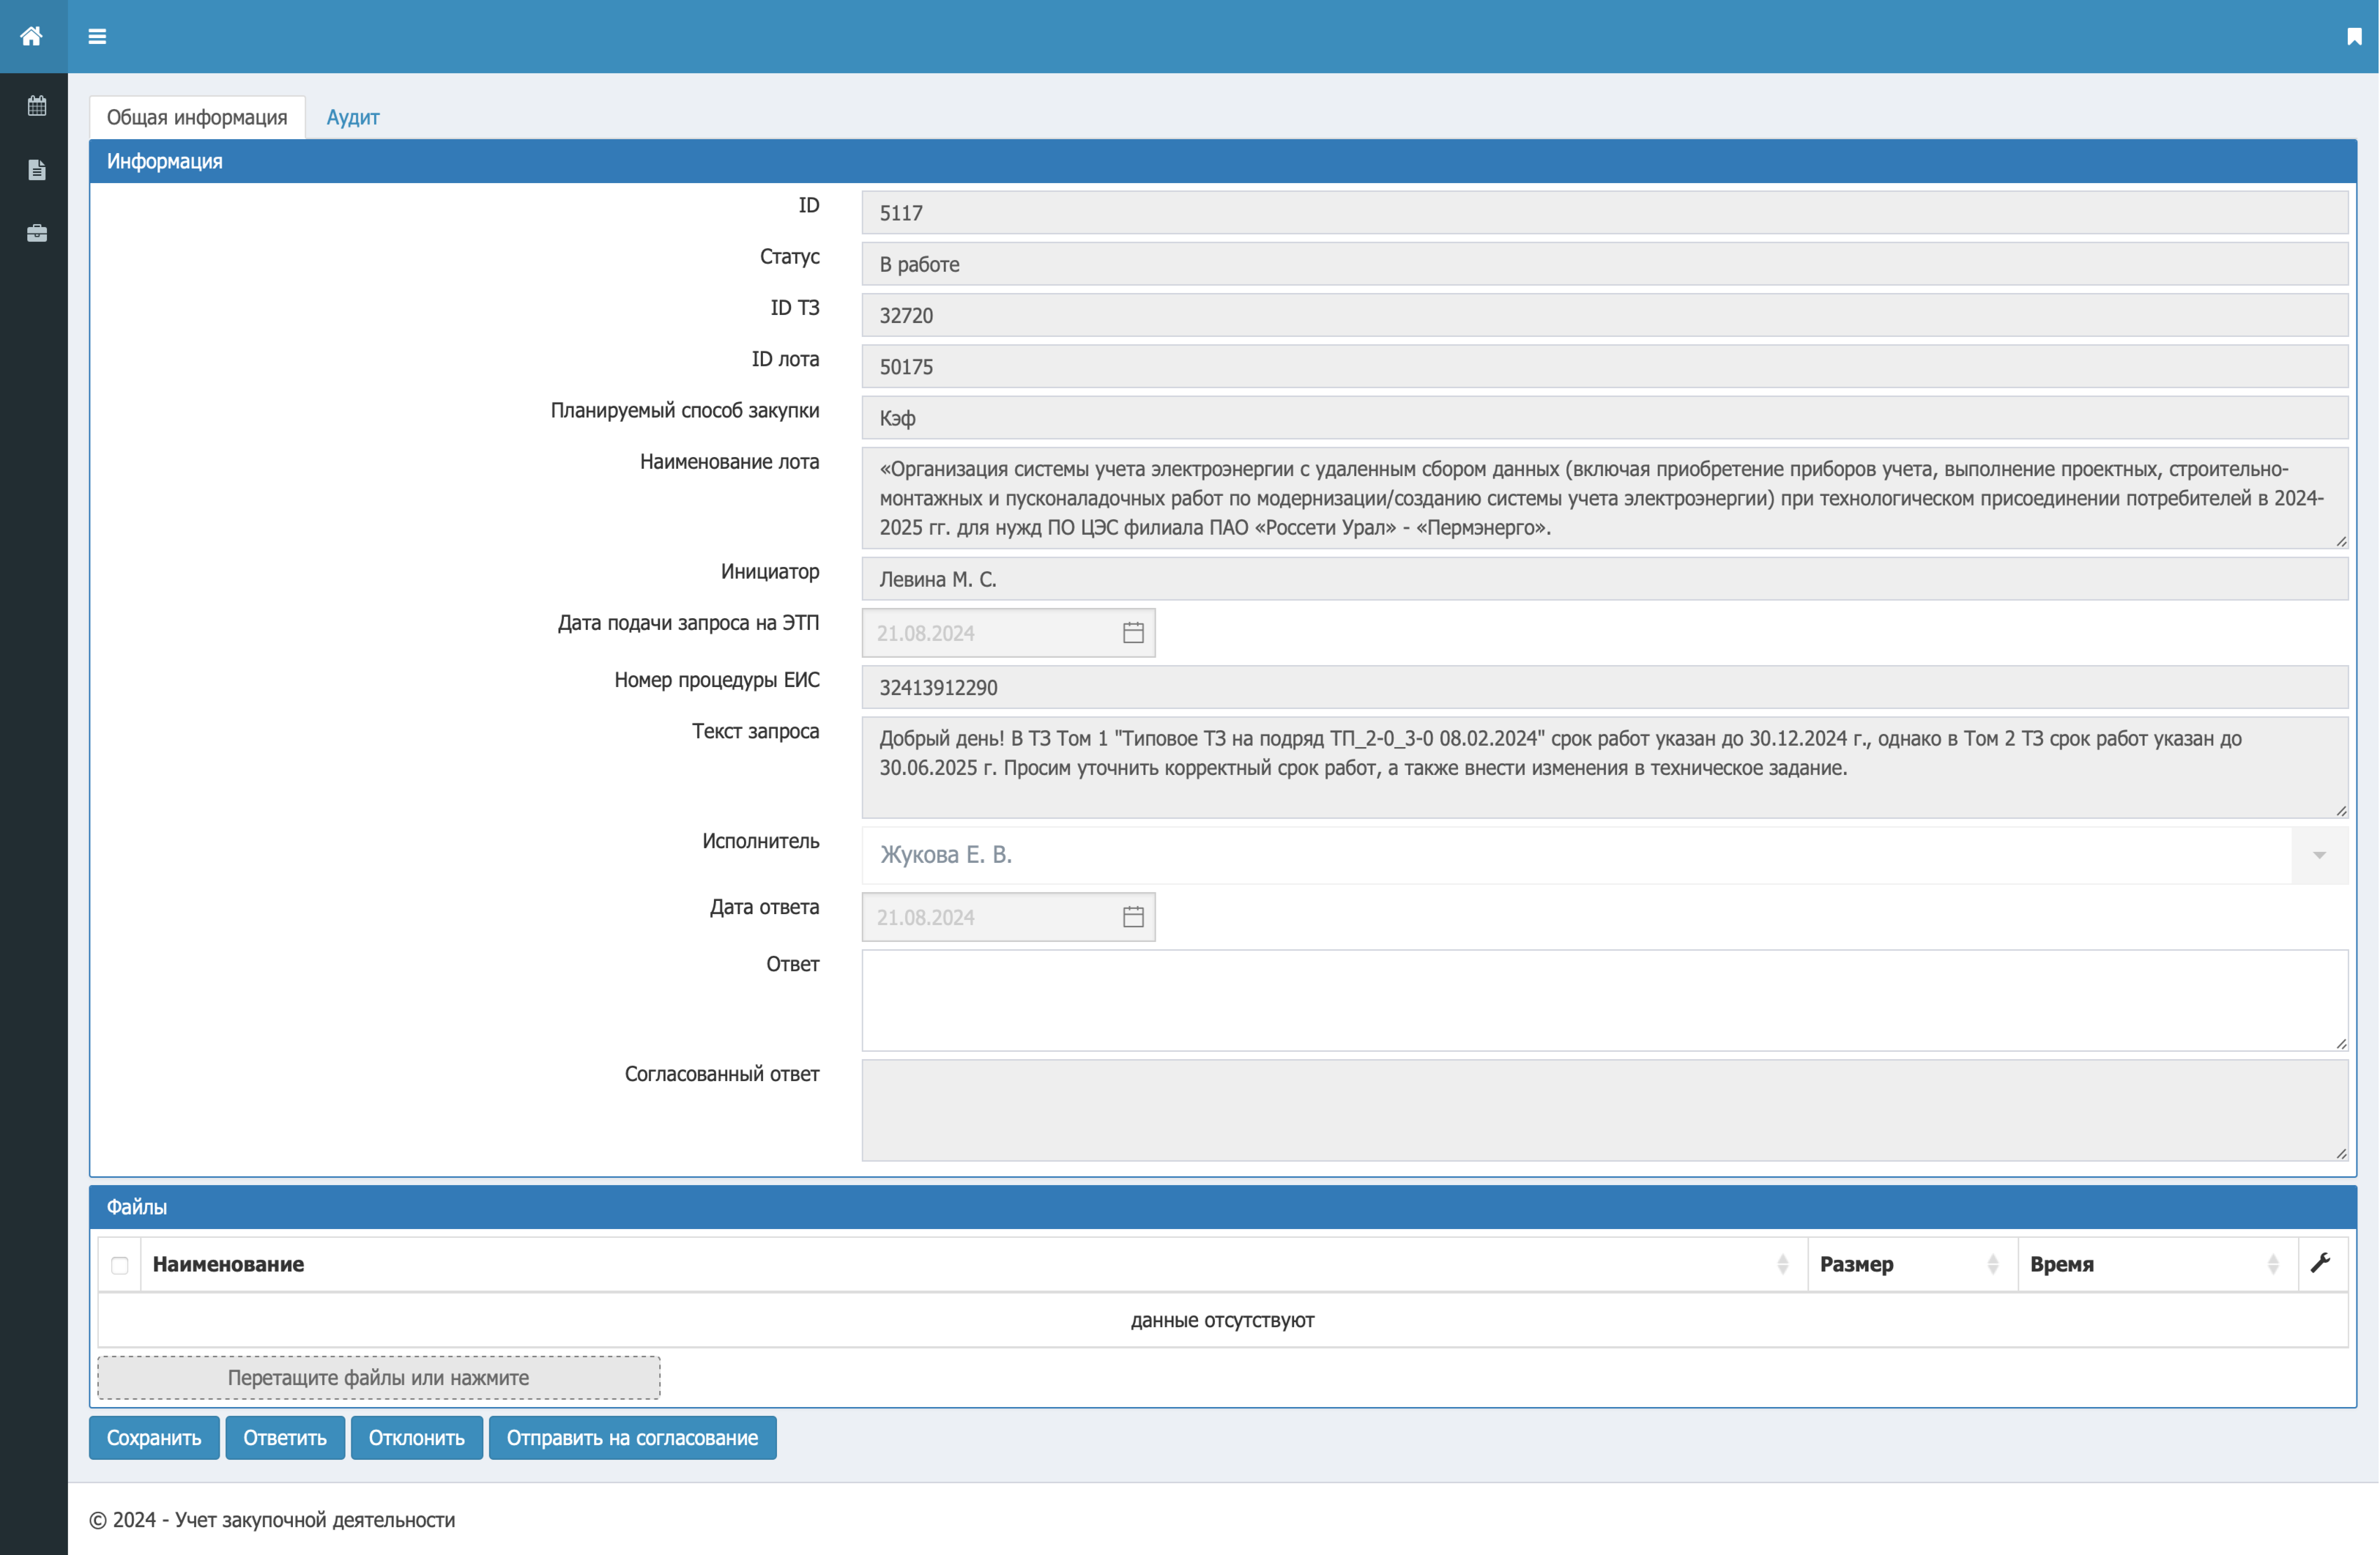 Общая информация
Аудит
Информация
ID
5117
Статус
В работе
ID ТЗ
32720
ID лота
50175
Планируемый способ закупки
Кэф
Наименование лота
«Организация системы учета электроэнергии с удаленным сбором данных (включая приобретение приборов учета, выполнение проектных, строительно-
монтажных и пусконаладочных работ по модернизации/созданию системы учета электроэнергии) при технологическом присоединении потребителей в 2024-
2025 гг. для нужд ПО ЦЭС филиала ПАО «Россети Урал» - «Пермэнерго».
Инициатор
Левина М. С.
Дата подачи запроса на ЭТП
21.08.2024
Номер процедуры ЕИС
32413912290
Текст запроса
Добрый день! В ТЗ Том 1 "Типовое ТЗ на подряд ТП_2-0_3-0 08.02.2024" срок работ указан до 30.12.2024 г., однако в Том 2 ТЗ срок работ указан до
30.06.2025 г. Просим уточнить корректный срок работ, а также внести изменения в техническое задание.
Исполнитель
Жукова Е. В.
Дата ответа
21.08.2024
Ответ
Согласованный ответ
Файлы
Наименование
Размер
Время
данные отсутствуют
Перетащите файлы или нажмите
Сохранить
Ответить
Отклонить
Отправить на согласование
© 2024 - Учет закупочной деятельности